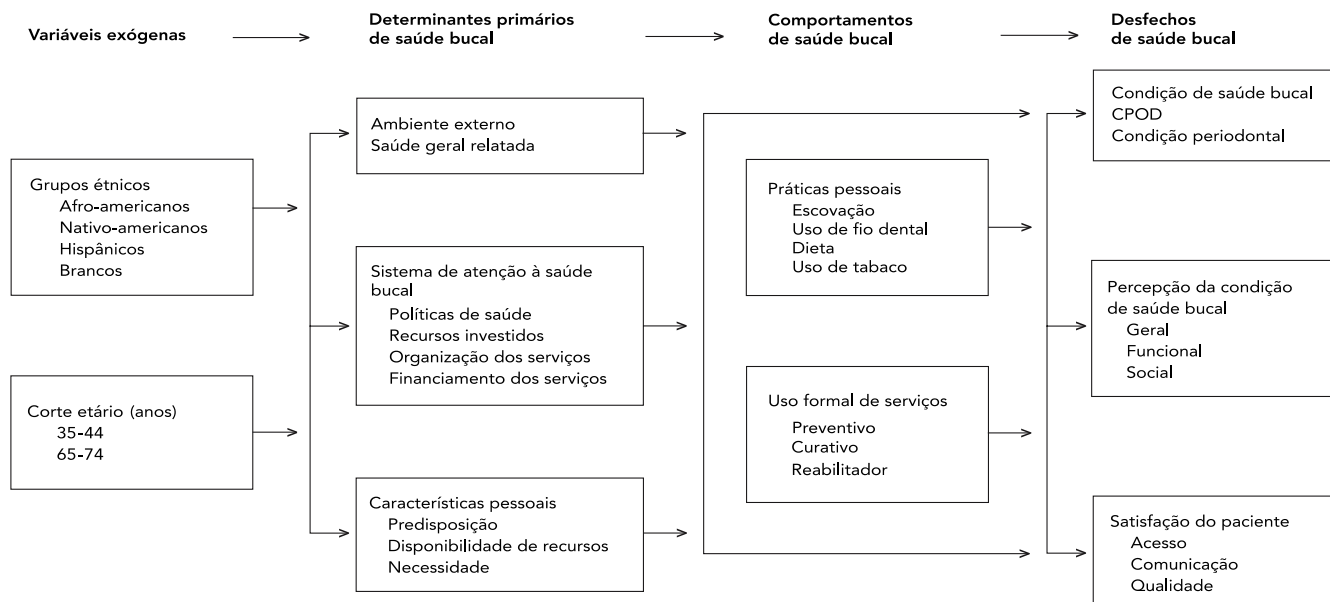 Variáveis exógenas
Determinantes primários
de saúde bucal
Comportamentos
de saúde bucal
Desfechos
de saúde bucal
Grupos étnicos
Afro-americanos
Nativo-americanos
Hispânicos
Brancos
Corte etário (anos)
35-44
65-74
Ambiente externo
Saúde geral relatada
Sistema de atenção à saúde
bucal
Políticas de saúde
Recursos investidos
Organização dos serviços
Financiamento dos serviços
Características pessoais
Predisposição
Disponibilidade de recursos
Necessidade
Práticas pessoais
Escovação
Uso de fio dental
Dieta
Uso de tabaco
Uso formal de serviços
Preventivo
Curativo
Reabilitador
Condição de saúde bucal
CPOD
Condição periodontal
Percepção da condição
de saúde bucal
Geral
Funcional
Social
Satisfação do paciente
Acesso
Comunicação
Qualidade